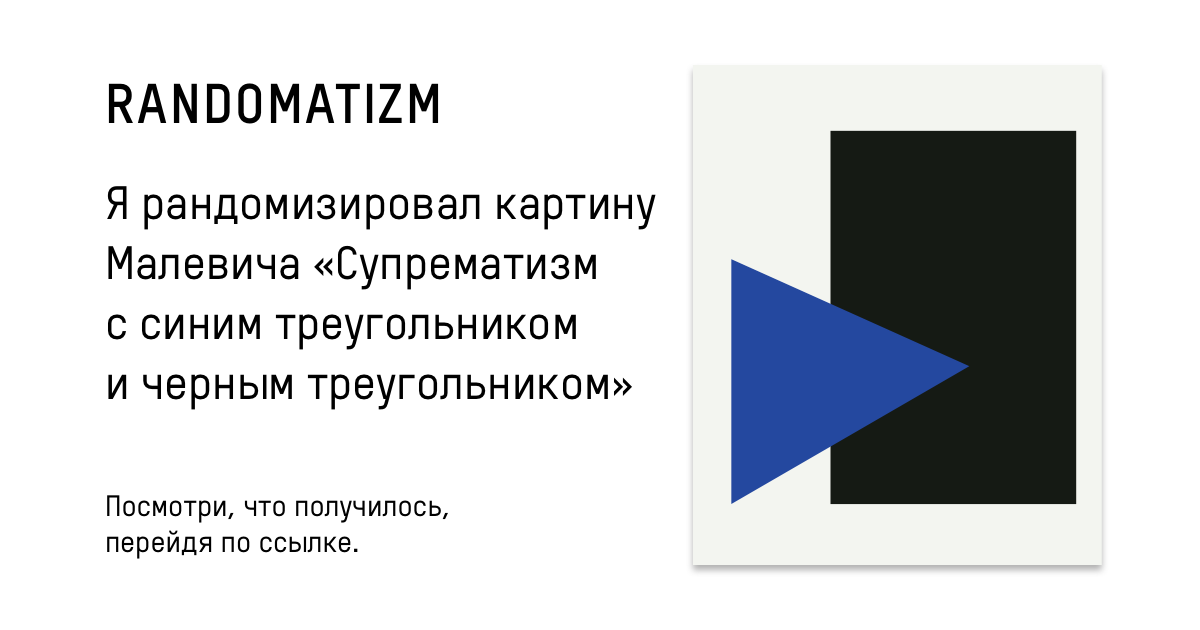 RANDOMATIZM
Я рандомизировал картину
Малевича «Супрематизм
с синим треугольником
и черным треугольником»
Посмотри, что получилось,
перейдя по ссылке.